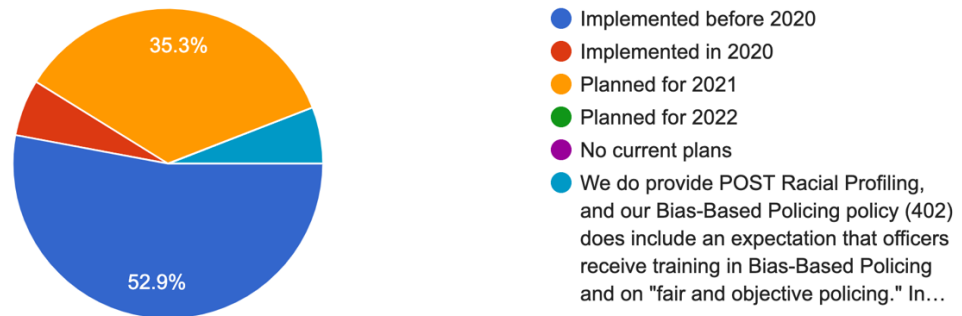 35.3%
52.9%
Implemented before 2020
Implemented in 2020
Planned for 2021
Planned for 2022
No current plans
We do provide POST Racial Profiling,
and our Bias-Based Policing policy (402)
does include an expectation that officers
receive training in Bias-Based Policing
and on "fair and objective policing." In…